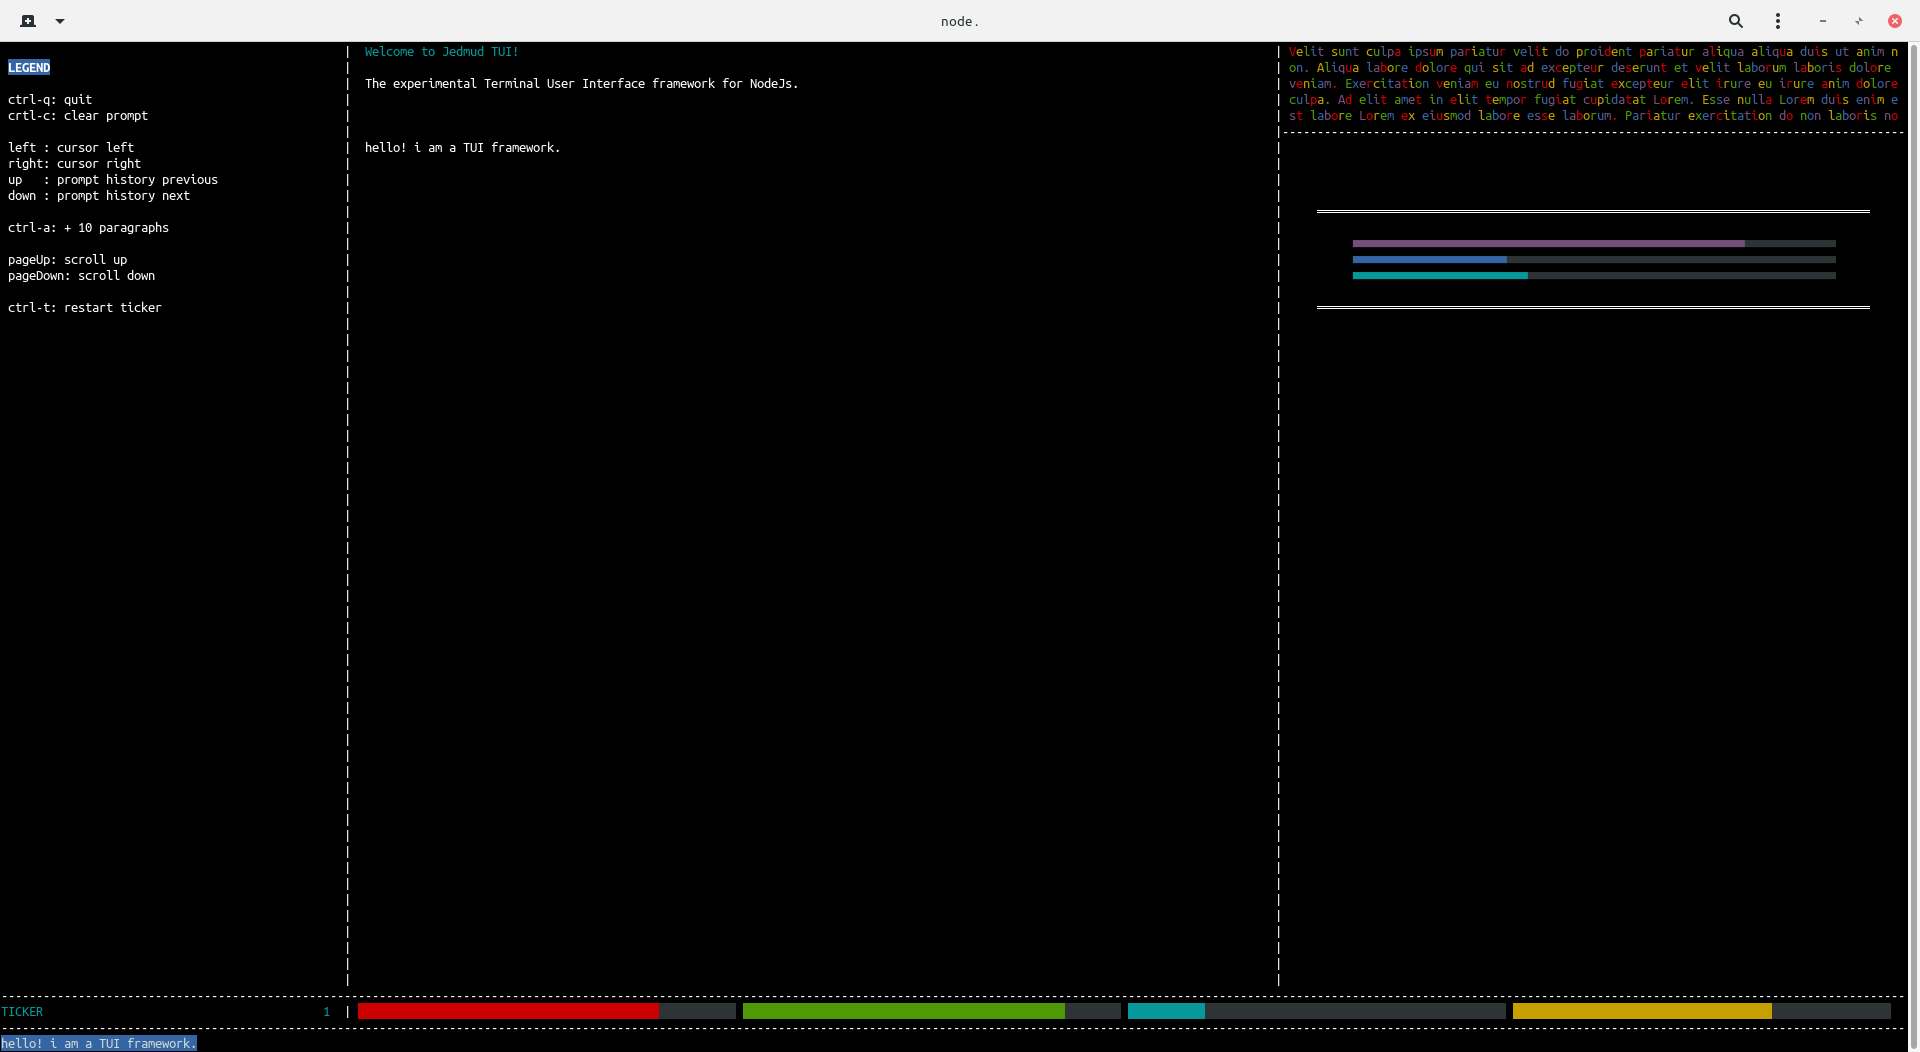 node.
LEGEND
ctrl-q: quit
crtl-c: clear prompt
left : cursor left
right: cursor right
up   : prompt history previous
down : prompt history next
ctrl-a: + 10 paragraphs
pageUp: scroll up
pageDown: scroll down
ctrl-t: restart ticker
Welcome to Jedmud TUI!
The experimental Terminal User Interface framework for NodeJs.
hello! i am a TUI framework.
Velit sunt culpa ipsum pariatur velit do proident pariatur aliqua aliqua duis ut anim n
on. Aliqua labore dolore qui sit ad excepteur deserunt et velit laborum laboris dolore
veniam. Exercitation veniam eu nostrud fugiat excepteur elit irure eu irure anim dolore
culpa. Ad elit amet in elit tempor fugiat cupidatat Lorem. Esse nulla Lorem duis enim e
st labore Lorem ex eiusmod labore esse laborum. Pariatur exercitation do non laboris no
TICKER 1
hello! i am a TUI framework.